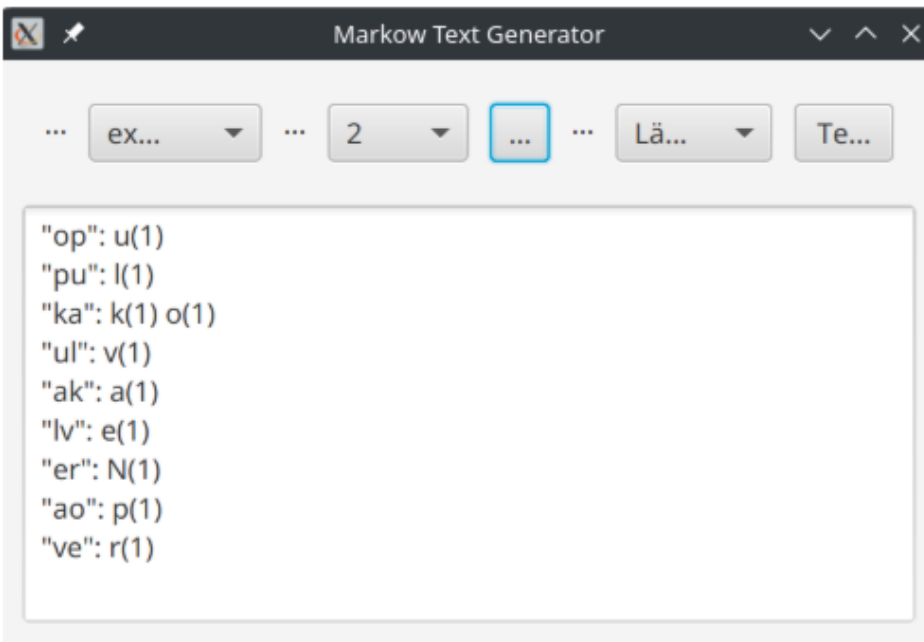 Markow Text Generator
... ex... ... 2 ... ... Lä... Te...
"op": u(1)
"pu": l(1)
"ka": k(1) o(1)
"ul": v(1)
"ak": a(1)
"lv": e(1)
"er": N(1)
"ao": p(1)
"ve": r(1)